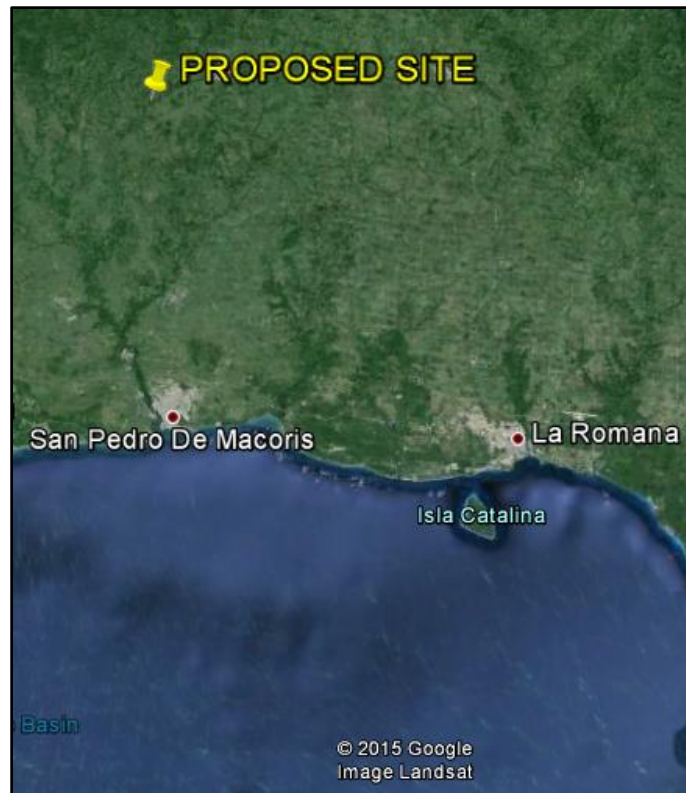 PROPOSED SITE
San Pedro De Macoris
La Romana
Isla Catalina
Basin
© 2015 Google
Image Landsat